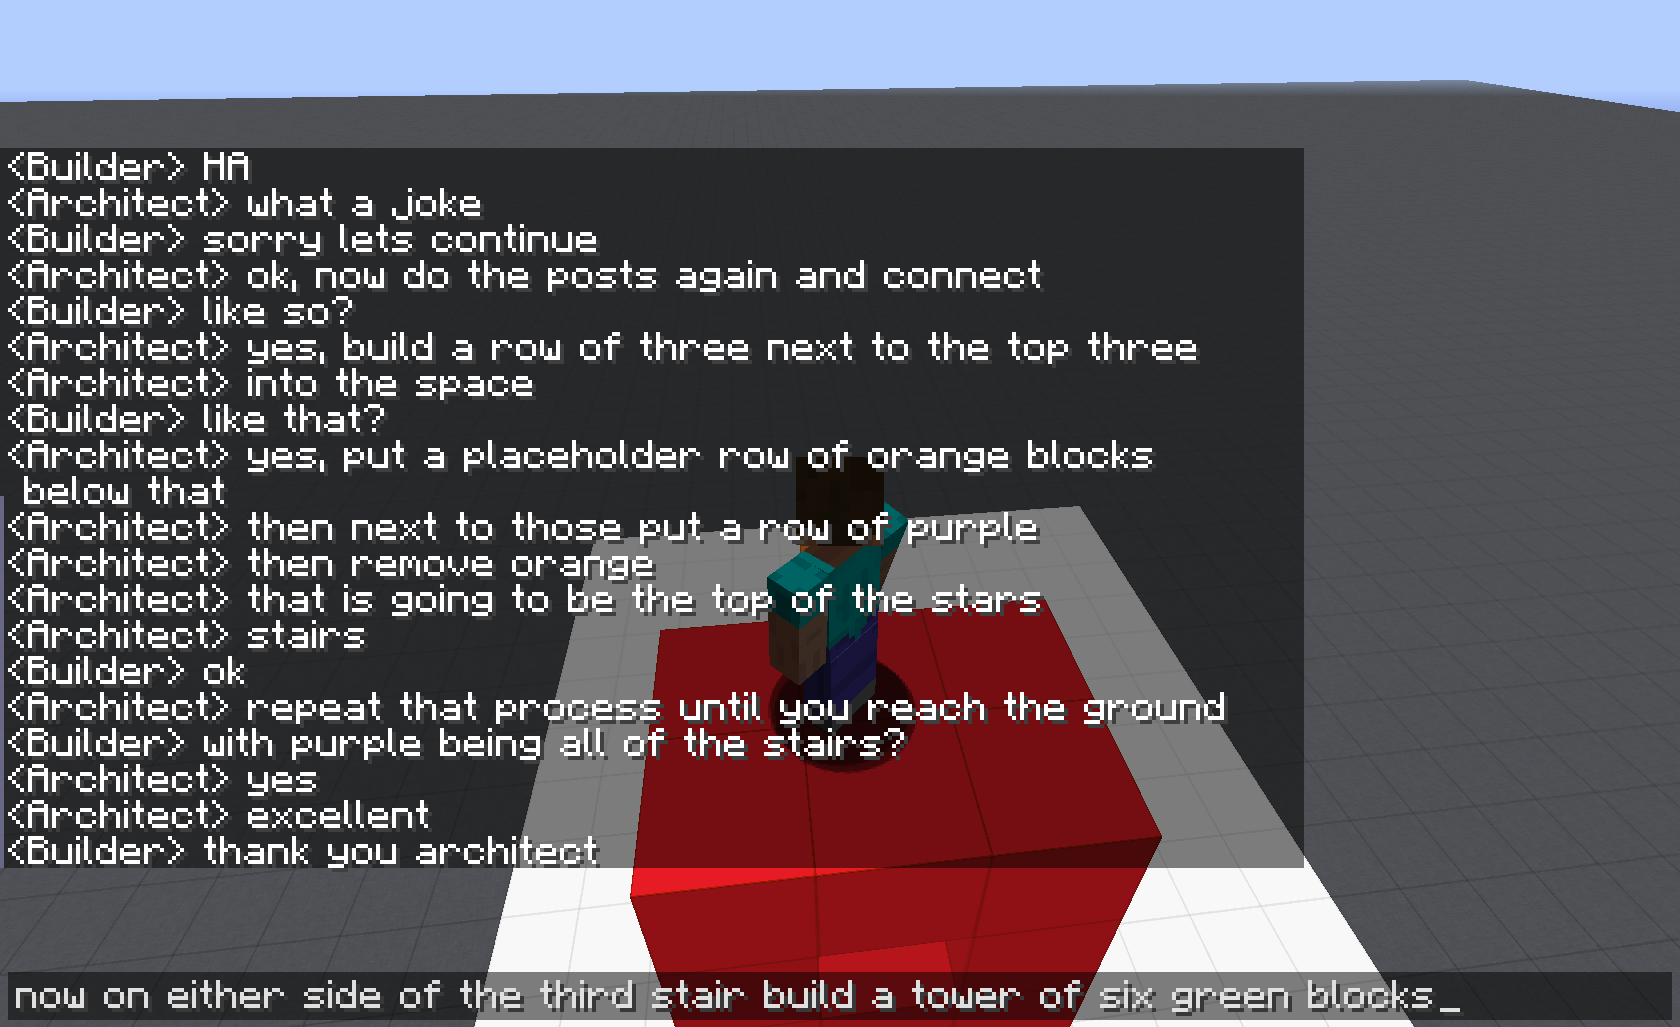 <Builder> HA
<Architect> what a joke
<Builder> sorry lets continue
<Architect> ok, now do the posts again and connect
<Builder> like so?
<Architect> yes, build a row of three next to the top three
<Architect> into the space
<Builder> like that?
<Architect> yes, put a placeholder row of orange blocks
below that
<Architect> then next to those put a row of purple
<Architect> then remove orange
<Architect> that is going to be the top of the stars
<Architect> stairs
<Builder> ok
<Architect> repeat that process until you reach the ground
<Builder> with purple being all of the stairs?
<Architect> yes
<Architect> excellent
<Builder> thank you architect
now on either side of the third stair build a tower of six green blocks_